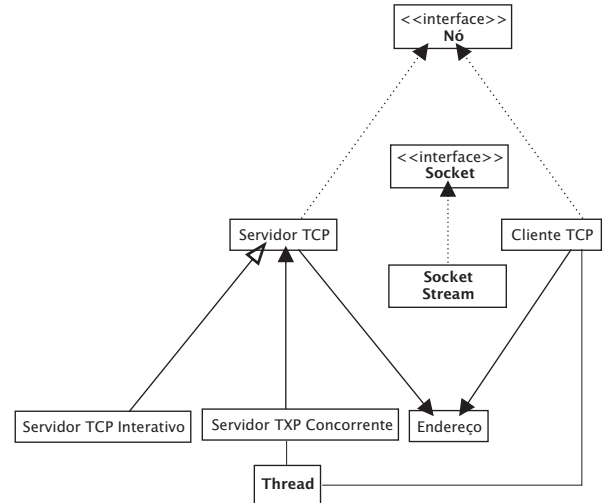 <<interface>>
Nó
<<interface>>
Socket
Servidor TCP
Cliente TCP
Socket
Stream
Servidor TCP Interativo
Servidor TXP Concorrente
Endereço
Thread